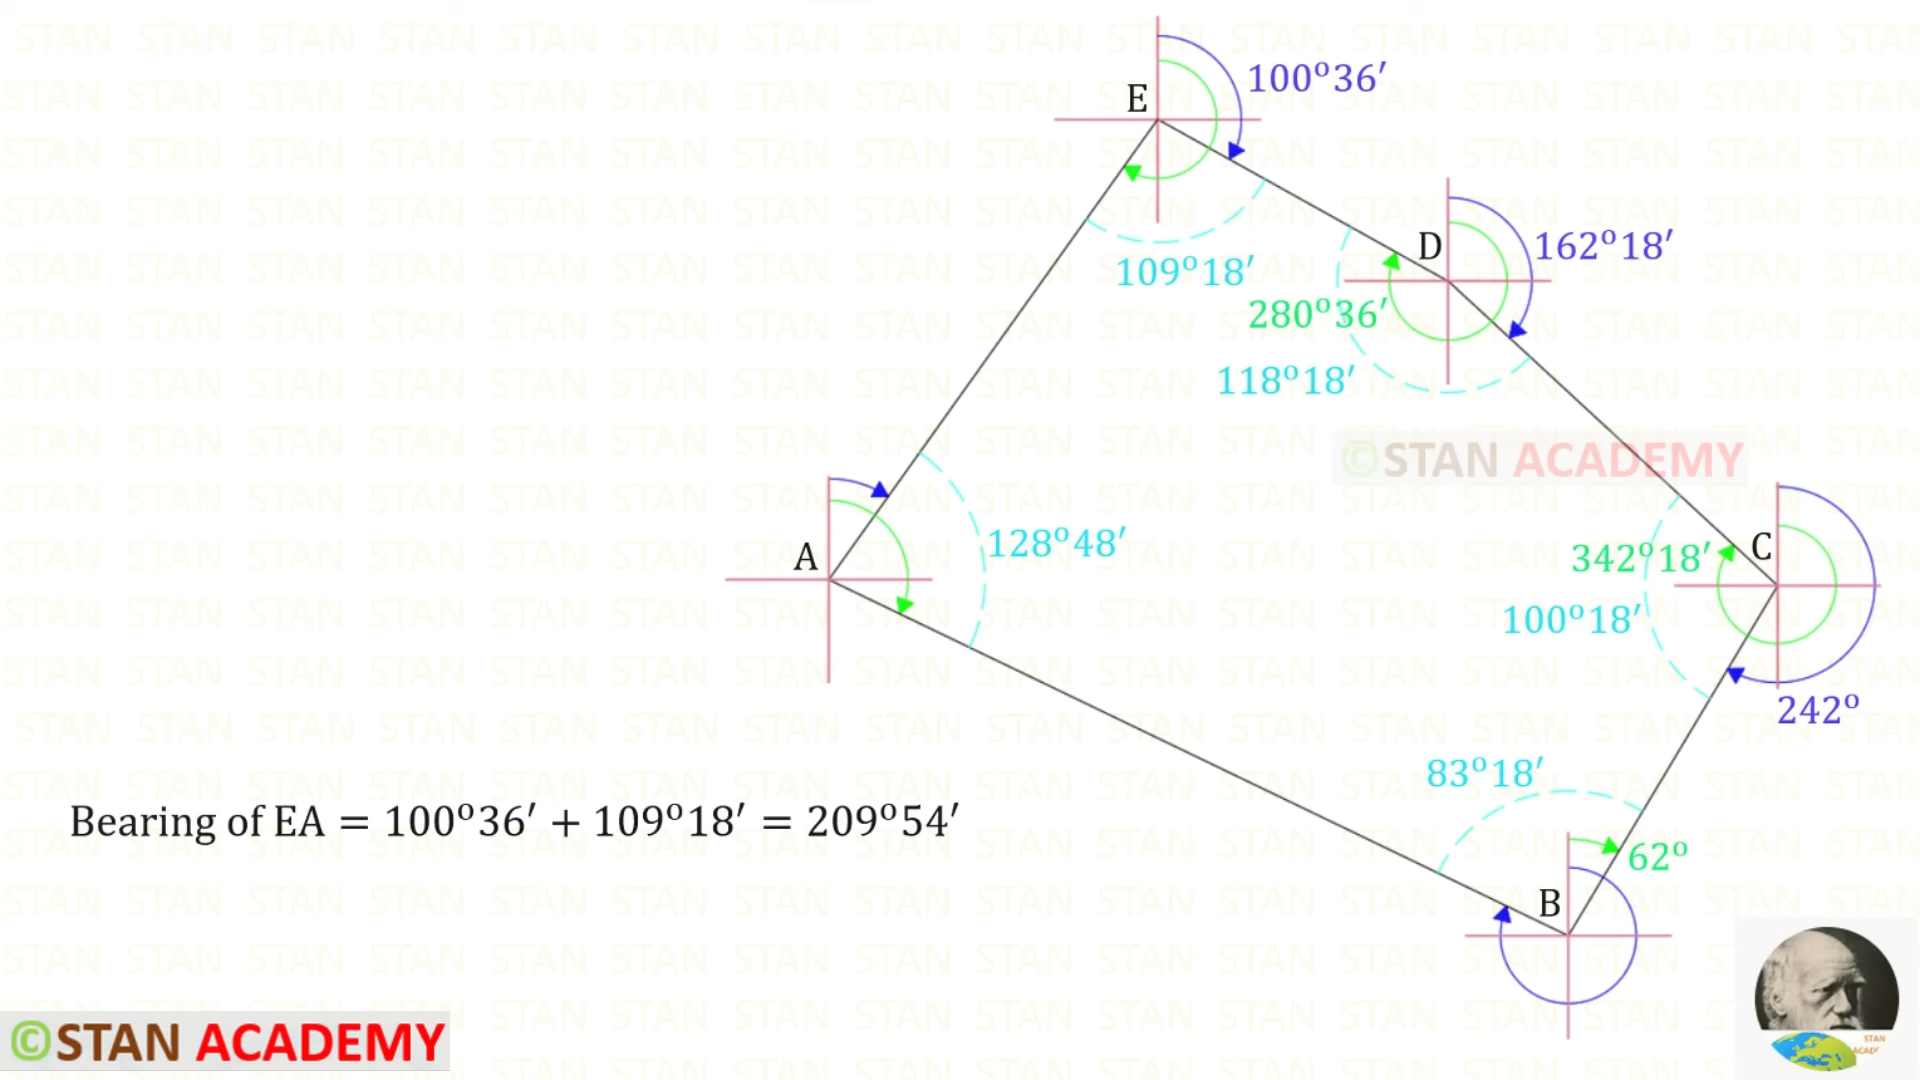 E
100°36′
D
162°18′
109°18′
280°36′
118°18′
©STAN ACADEMY
A
128°48′
342°18′
C
100°18′
242°
83°18′
Bearing of EA = 100°36′ + 109°18′ = 209°54′
62°
B
©STAN ACADEMY
STAN